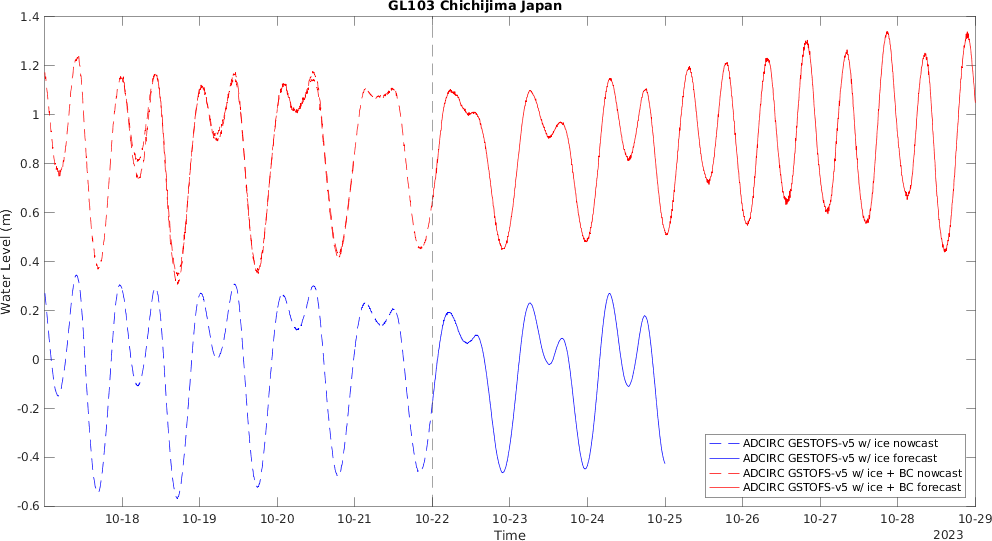 GL103 Chichijima Japan
1.4
1.2
1
0.8
0.6
0.4
0.2
0
-0.2
-0.4
-0.6
Water Level (m)
10-18 10-19 10-20 10-21 10-22 10-23 10-24 10-25 10-26 10-27 10-28 10-29
Time
2023
ADCIRC GESTOFS-v5 w/ ice nowcast
ADCIRC GESTOFS-v5 w/ ice forecast
ADCIRC GSTOFS-v5 w/ ice + BC nowcast
ADCIRC GSTOFS-v5 w/ ice + BC forecast